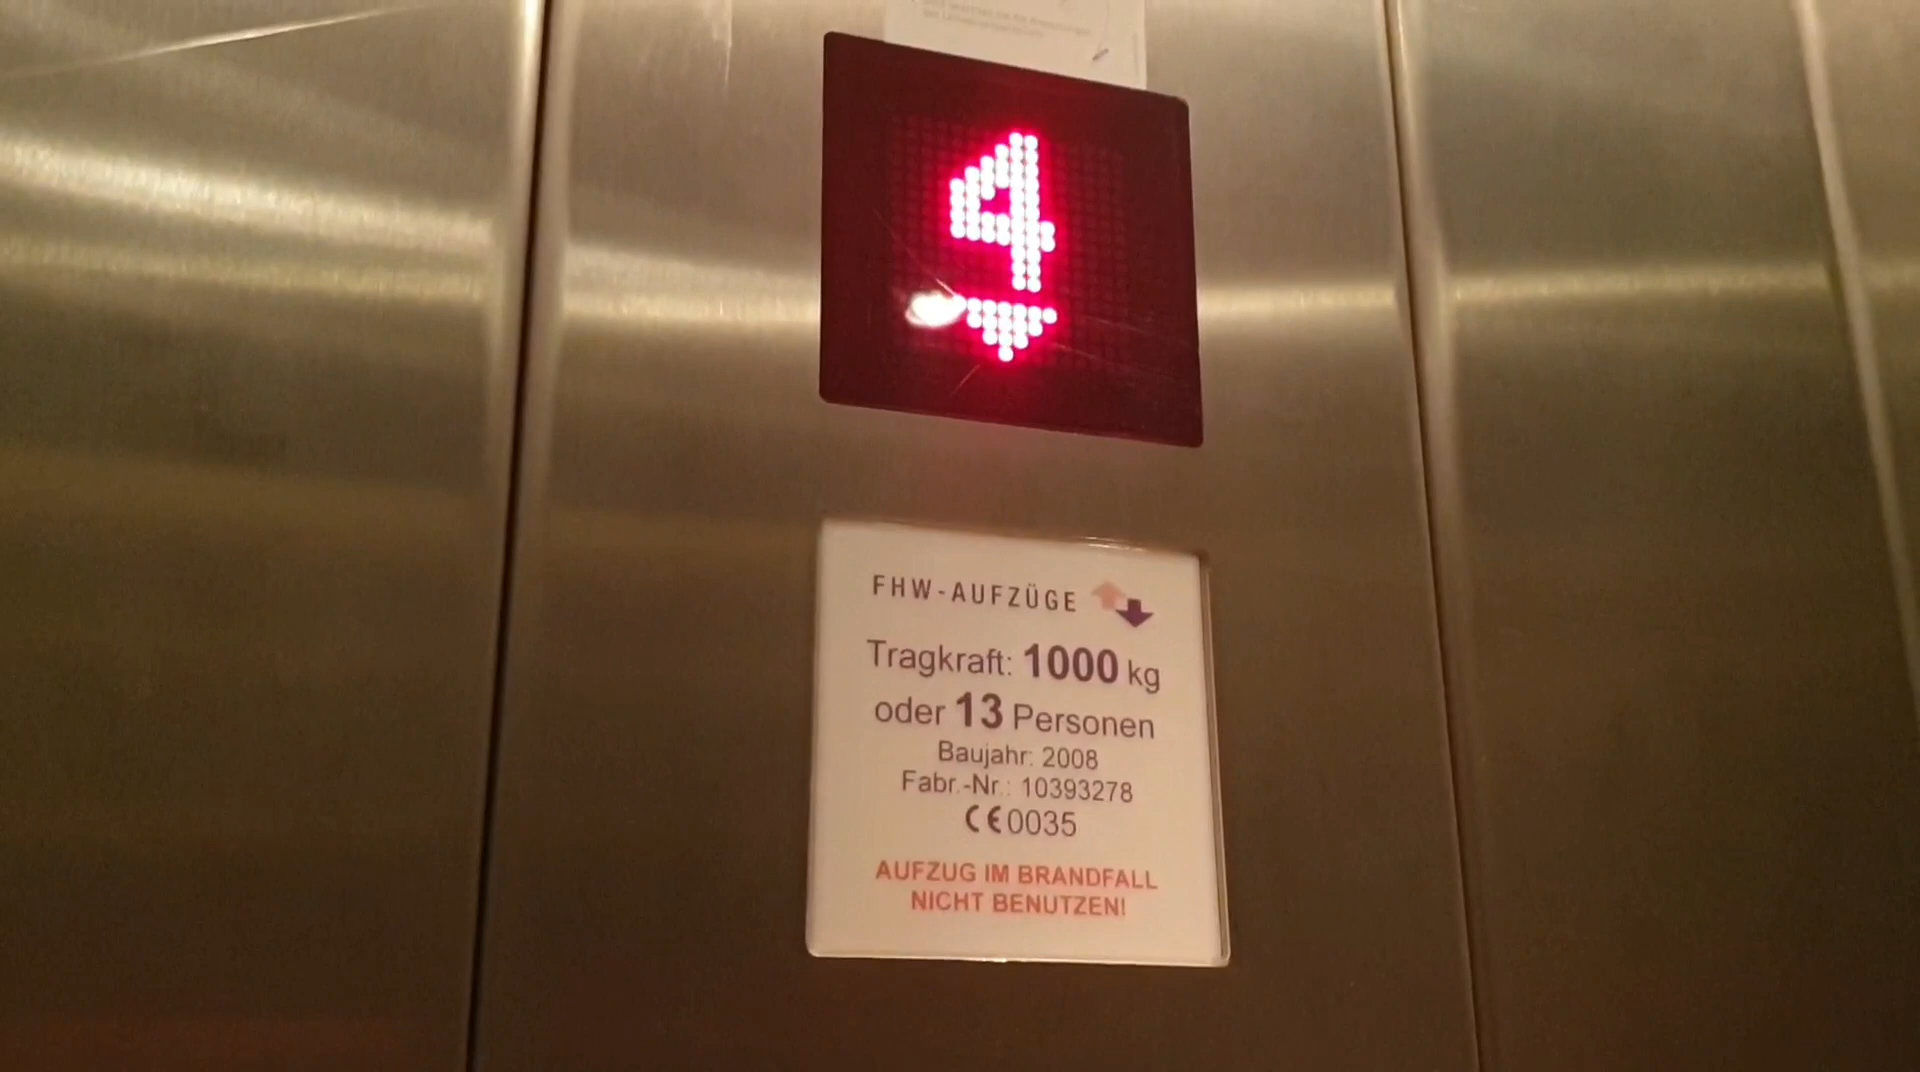 4
FHW-AUFZÜGE
Tragkraft: 1000 kg
oder 13 Personen
Baujahr: 2008
Fabr.-Nr.: 10393278
CE0035
AUFZUG IM BRANDFALL
NICHT BENUTZEN!